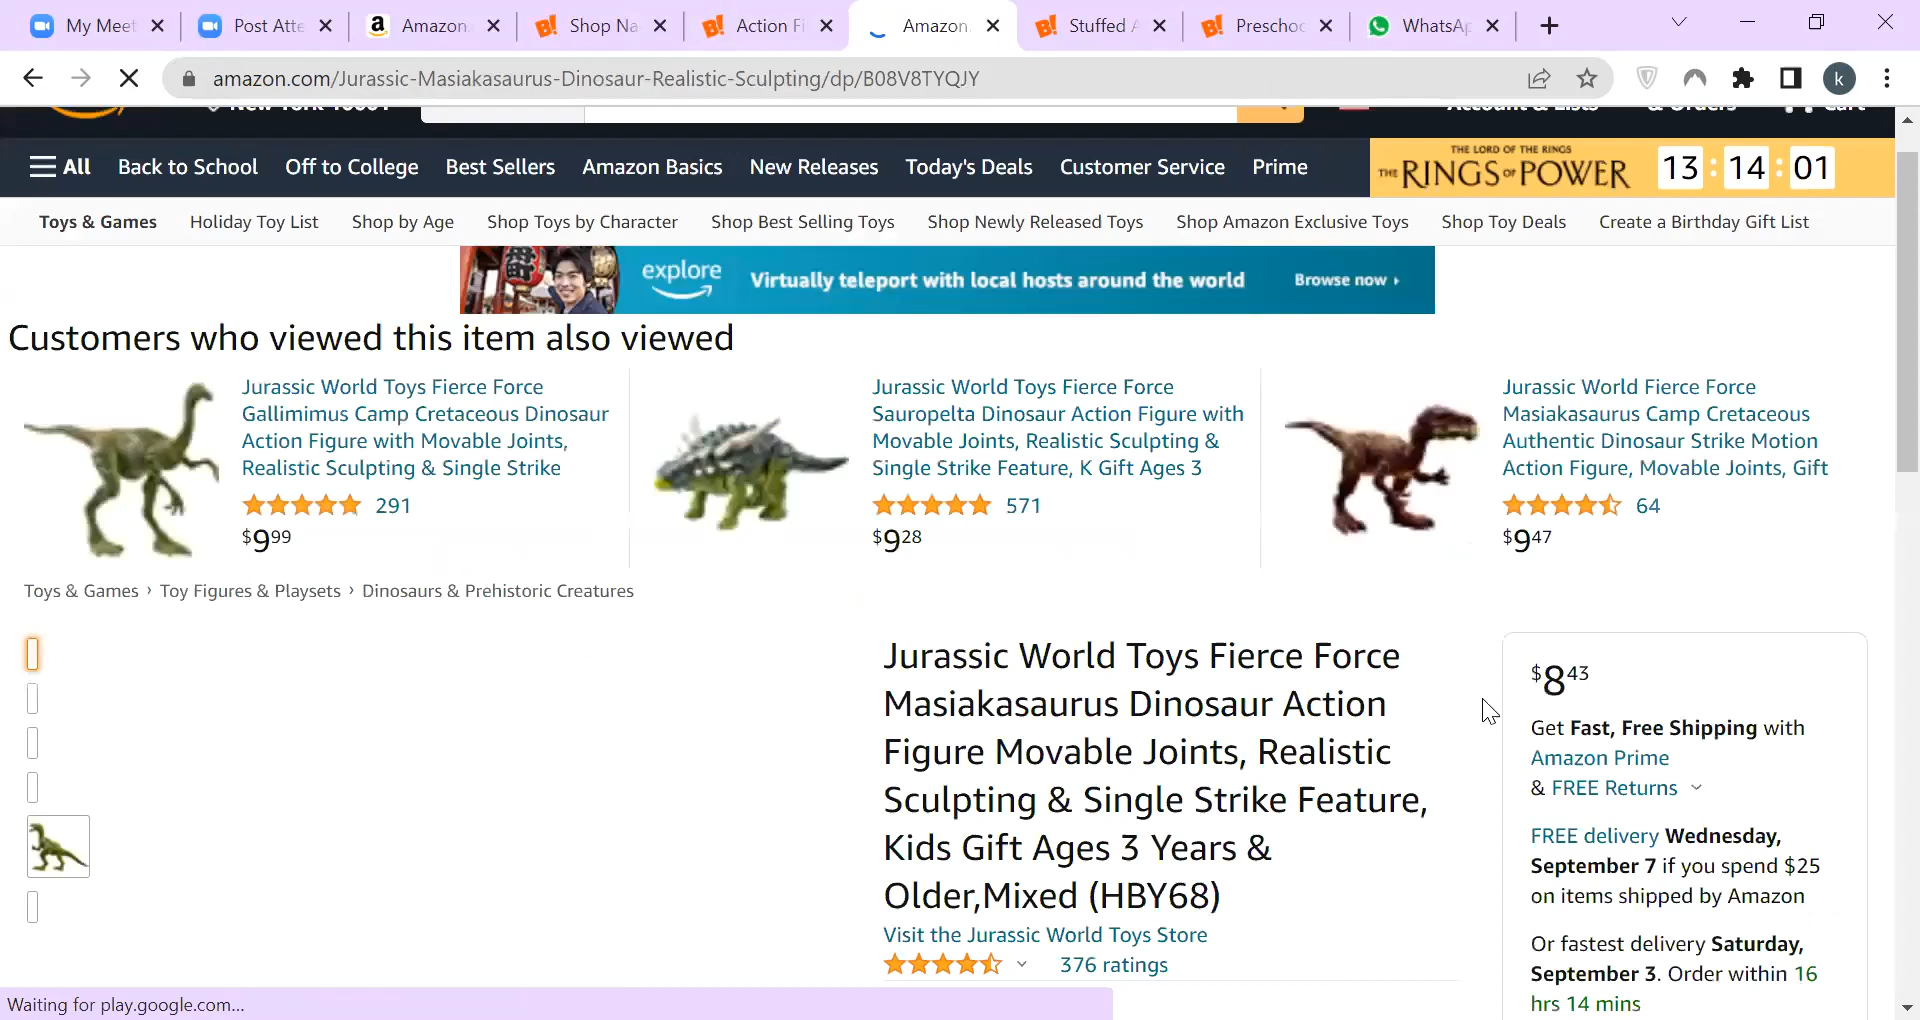 My Meet
Post Atte
Amazon.
Shop Na
Action Fi
Amazon.
Stuffed A
Preschoo
WhatsAp
amazon.com/Jurassic-Masiakasaurus-Dinosaur-Realistic-Sculpting/dp/B08V8TYQJY
k
New York 10001
Account & Lists
& Orders
Cart
All
Back to School
Off to College
Best Sellers
Amazon Basics
New Releases
Today's Deals
Customer Service
Prime
THE LORD OF THE RINGS
THE RINGS OF POWER
13 : 14 : 01
Toys & Games
Holiday Toy List
Shop by Age
Shop Toys by Character
Shop Best Selling Toys
Shop Newly Released Toys
Shop Amazon Exclusive Toys
Shop Toy Deals
Create a Birthday Gift List
explore
Virtually teleport with local hosts around the world
Browse now
Customers who viewed this item also viewed
Jurassic World Toys Fierce Force
Gallimimus Camp Cretaceous Dinosaur
Action Figure with Movable Joints,
Realistic Sculpting & Single Strike
291
$9 99
Jurassic World Toys Fierce Force
Sauropelta Dinosaur Action Figure with
Movable Joints, Realistic Sculpting &
Single Strike Feature, K Gift Ages 3
571
$9 28
Jurassic World Fierce Force
Masiakasaurus Camp Cretaceous
Authentic Dinosaur Strike Motion
Action Figure, Movable Joints, Gift
64
$9 47
Toys & Games › Toy Figures & Playsets › Dinosaurs & Prehistoric Creatures
Jurassic World Toys Fierce Force
Masiakasaurus Dinosaur Action
Figure Movable Joints, Realistic
Sculpting & Single Strike Feature,
Kids Gift Ages 3 Years &
Older,Mixed (HBY68)
Visit the Jurassic World Toys Store
376 ratings
$8 43
Get Fast, Free Shipping with
Amazon Prime
& FREE Returns
FREE delivery Wednesday,
September 7 if you spend $25
on items shipped by Amazon
Or fastest delivery Saturday,
September 3. Order within 16
hrs 14 mins
Waiting for play.google.com...